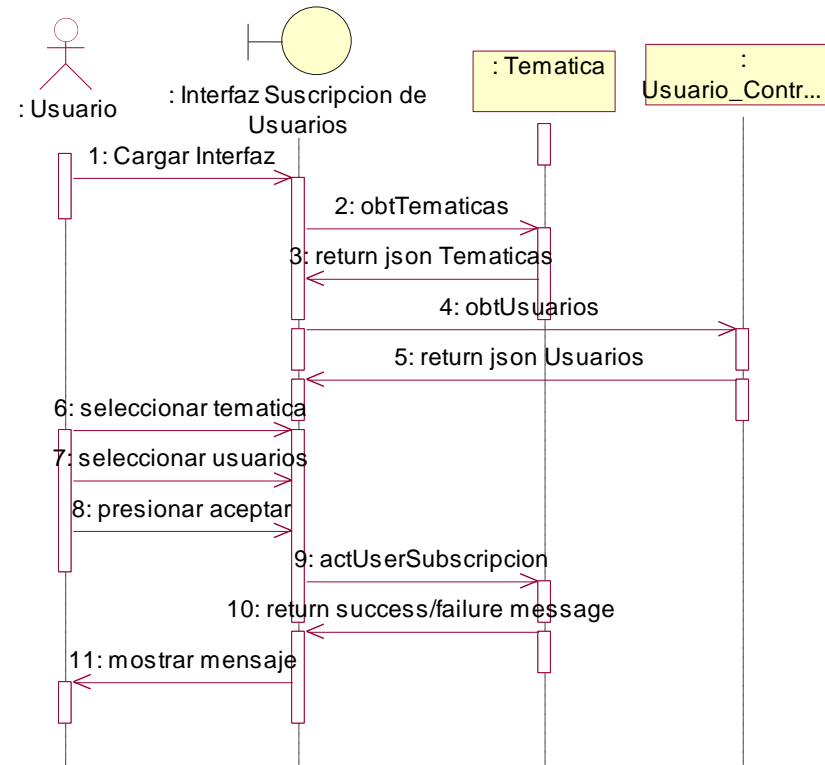 : Usuario
: Interfaz Suscripcion de
Usuarios
: Tematica
:
Usuario_Contr...
1: Cargar Interfaz
2: obtTematicas
3: return json Tematicas
4: obtUsuarios
5: return json Usuarios
6: seleccionar tematica
7: seleccionar usuarios
8: presionar aceptar
9: actUserSubscripcion
10: return success/failure message
11: mostrar mensaje